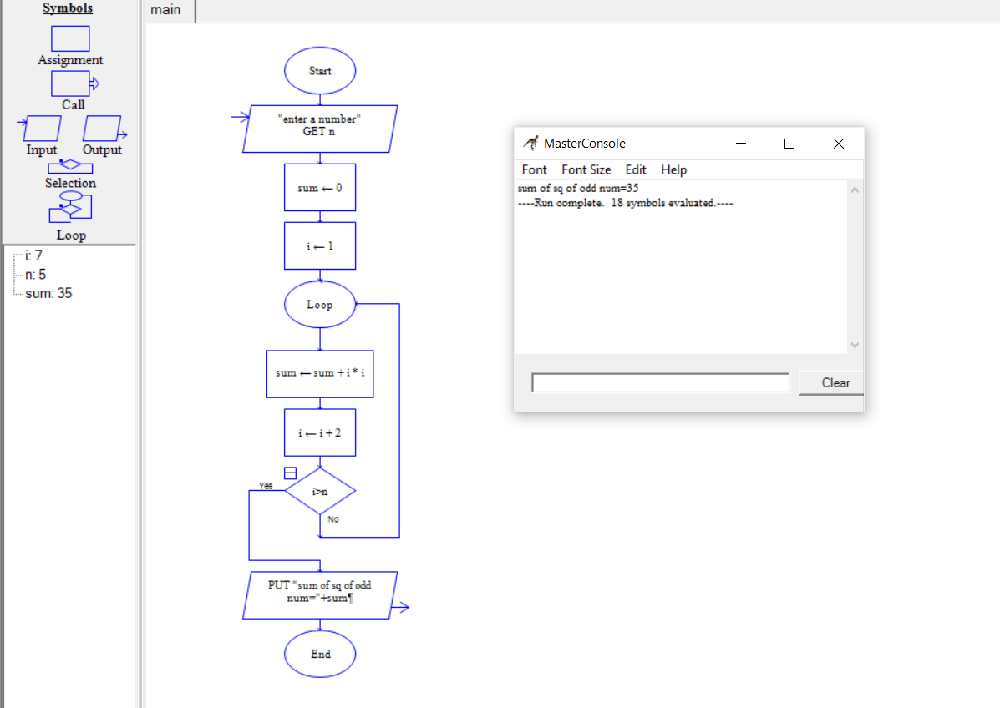 Symbols
Assignment
Call
Input Output
Selection
Loop
i: 7
n: 5
sum: 35
main
Start
"enter a number"
GET n
sum ← 0
i ← 1
Loop
sum ← sum + i * i
i ← i + 2
Yes
i>n
No
PUT "sum of sq of odd
num="+sum¶
End
MasterConsole
Font Font Size Edit Help
sum of sq of odd num=35
----Run complete.  18 symbols evaluated.----
Clear